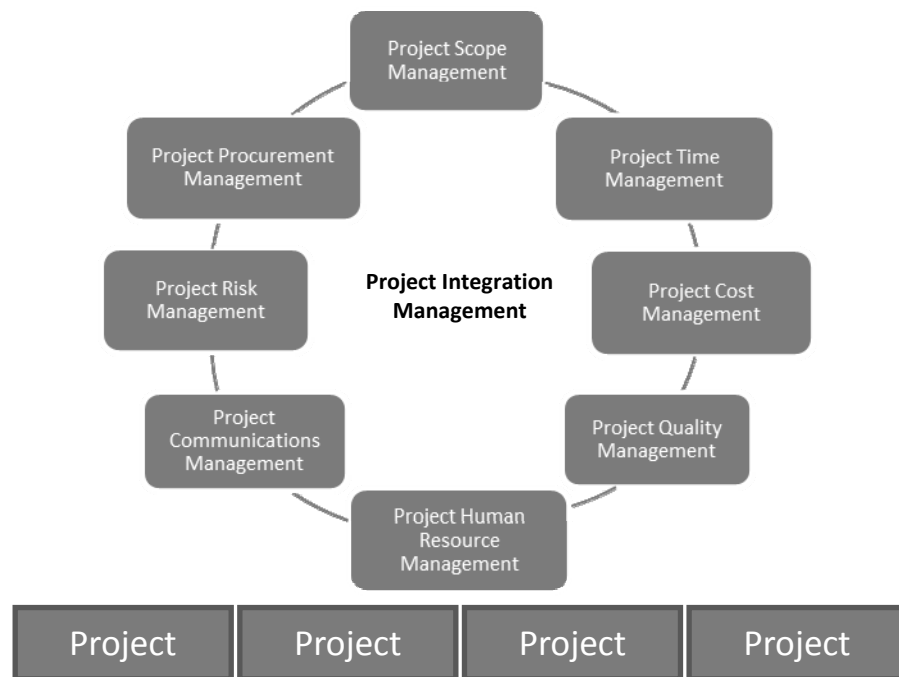 Project Scope
Management
Project Procurement
Management
Project Time
Management
Project Risk
Management
Project Integration
Management
Project Cost
Management
Project
Communications
Management
Project Quality
Management
Project Human
Resource
Management
Project
Project
Project
Project